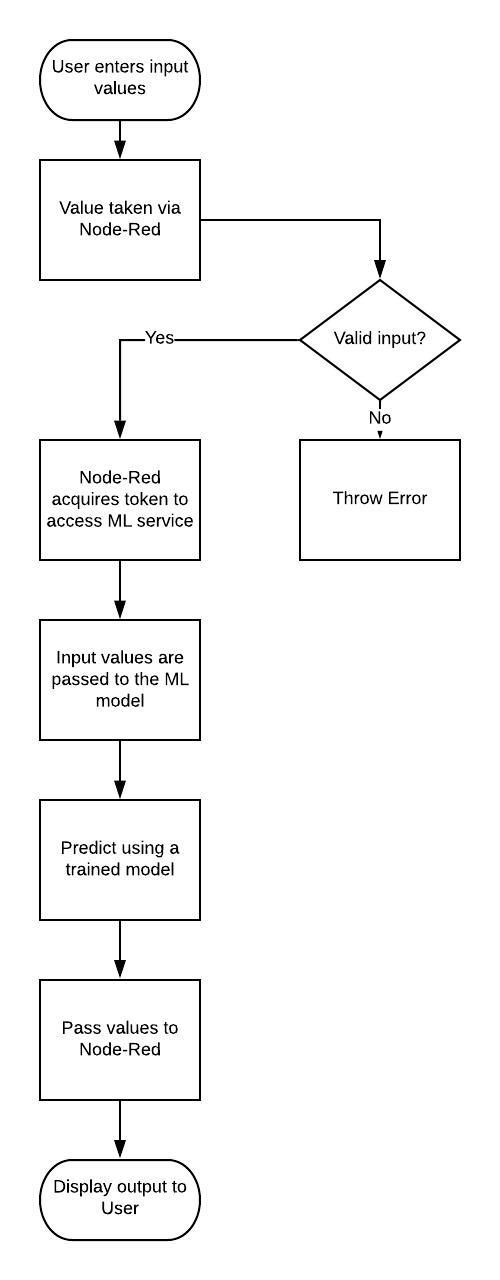 User enters input
values
Value taken via
Node-Red
Valid input?
Yes
No
Node-Red
acquires token to
access ML service
Throw Error
Input values are
passed to the ML
model
Predict using a
trained model
Pass values to
Node-Red
Display output to
User